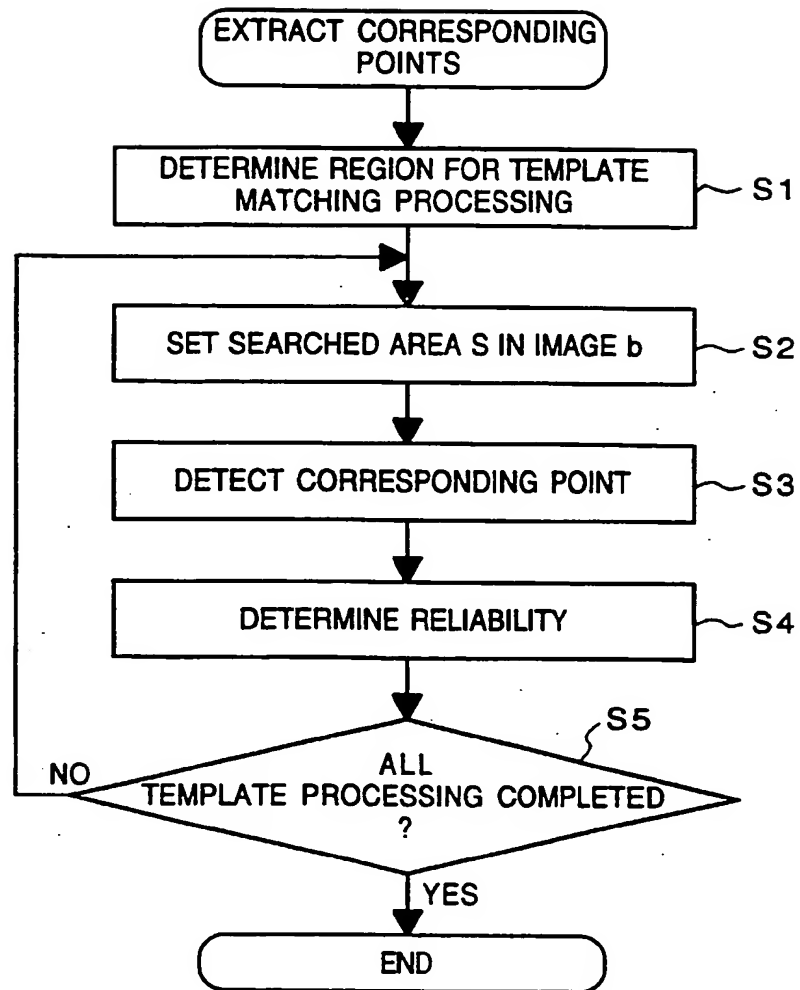 EXTRACT CORRESPONDING
POINTS
DETERMINE REGION FOR TEMPLATE
MATCHING PROCESSING
S1
SET SEARCHED AREA S IN IMAGE b
S2
DETECT CORRESPONDING POINT
S3
DETERMINE RELIABILITY
S4
S5
ALL
TEMPLATE PROCESSING COMPLETED
?
NO
YES
END